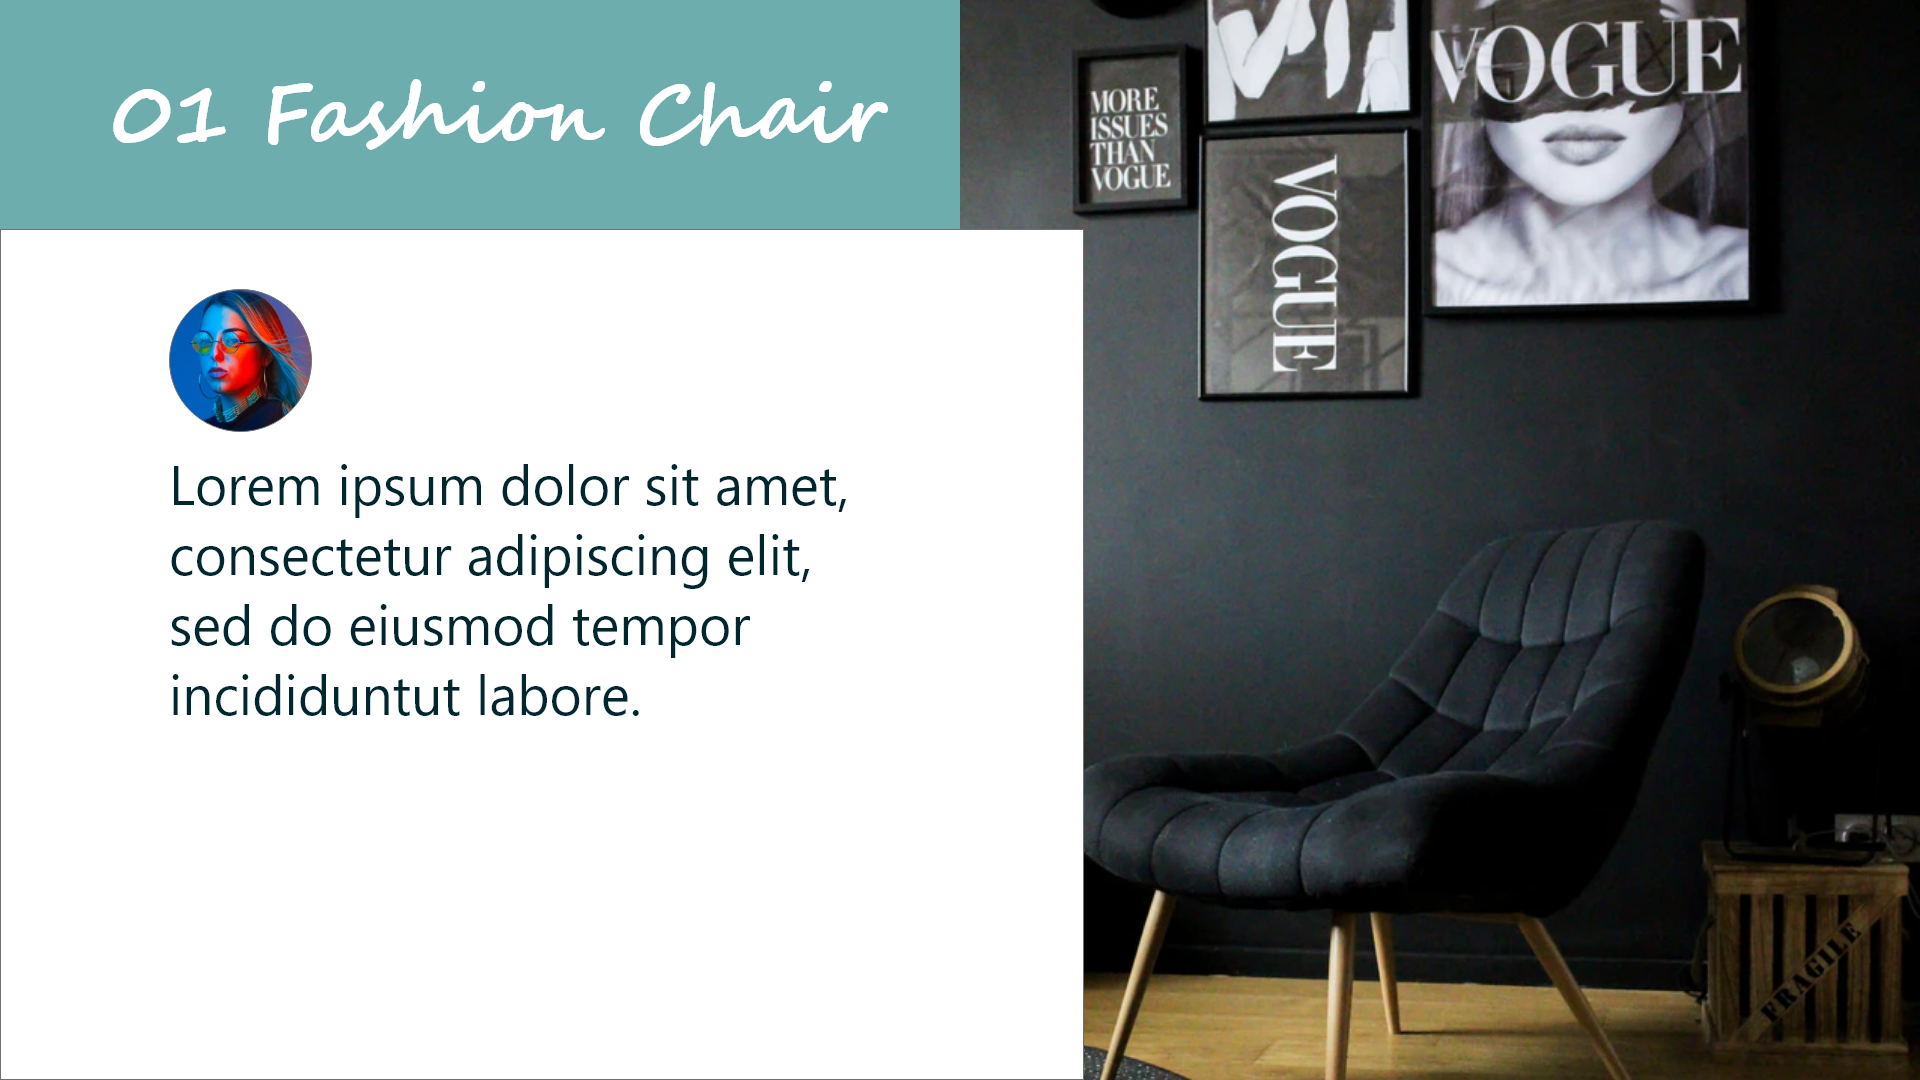 01 Fashion Chair
Lorem ipsum dolor sit amet,
consectetur adipiscing elit,
sed do eiusmod tempor
incididuntut labore.
MORE
ISSUES
THAN
VOGUE
VOGUE
VOGUE
FRAGILE